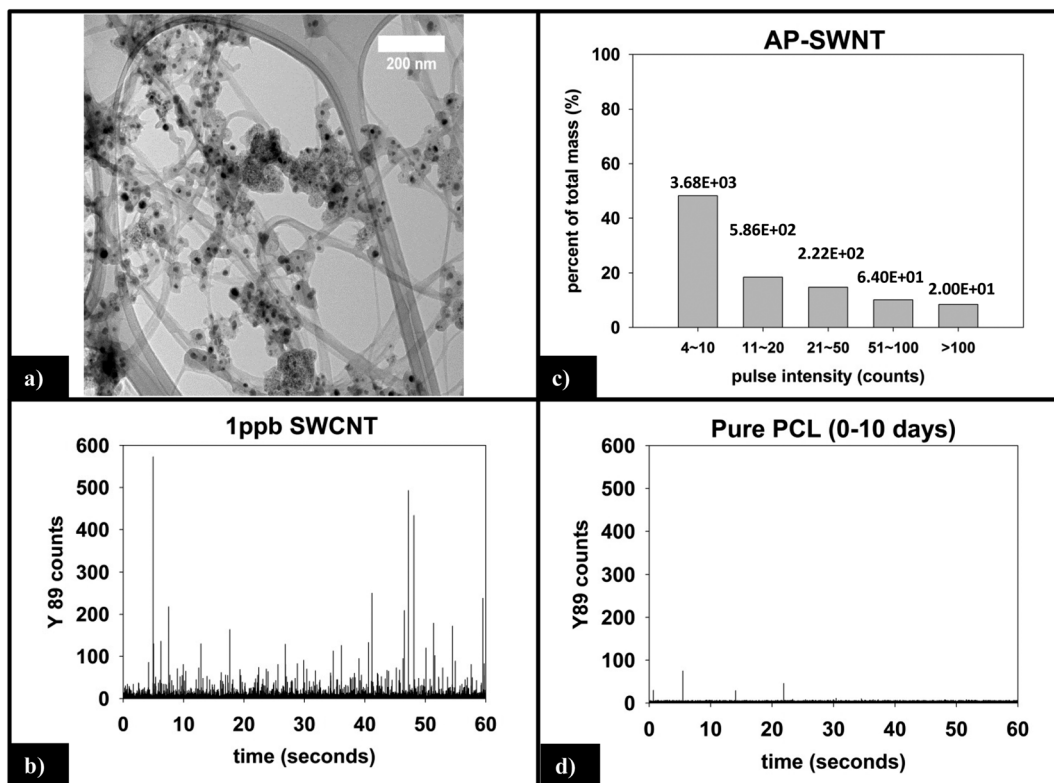 200 nm
a)
AP-SWNT
percent of total mass (%)
100
80
60
40
20
0
3.68E+03
5.86E+02
2.22E+02
6.40E+01
2.00E+01
4~10 11~20 21~50 51~100 >100
pulse intensity (counts)
c)
1ppb SWCNT
Y 89 counts
600
500
400
300
200
100
0
0 10 20 30 40 50 60
time (seconds)
b)
Pure PCL (0-10 days)
Y89 counts
600
500
400
300
200
100
0
0 10 20 30 40 50 60
time (seconds)
d)